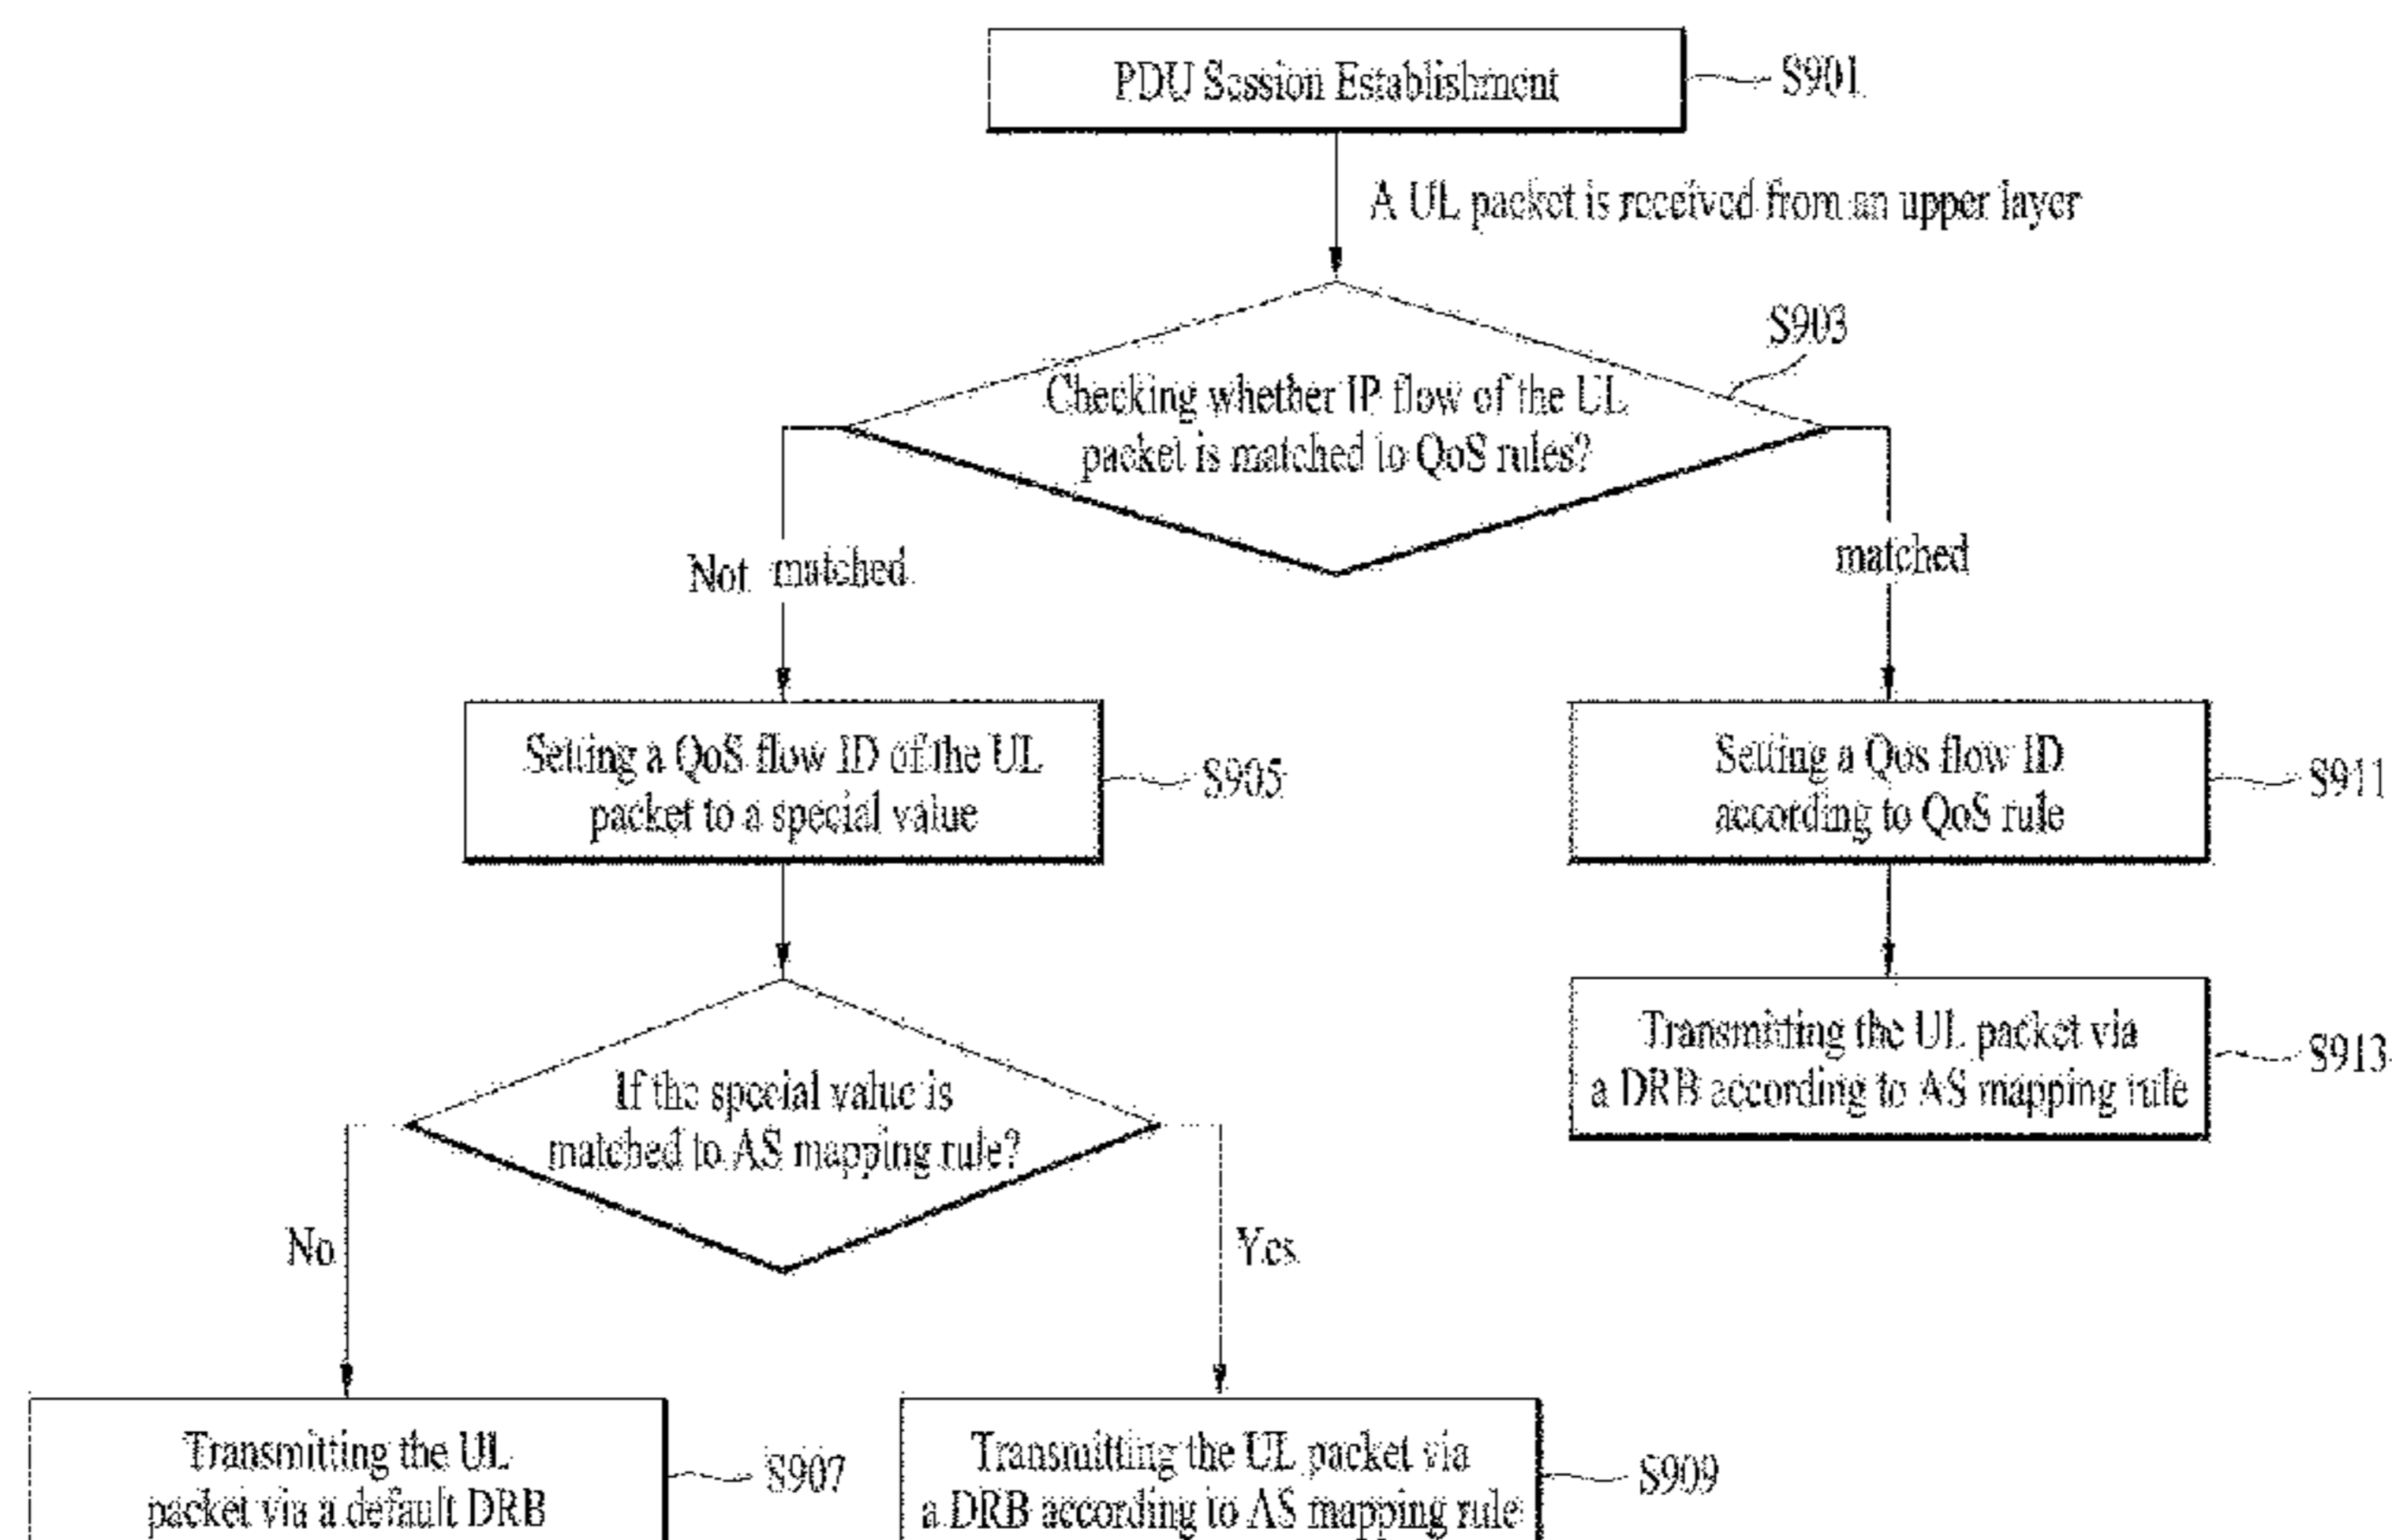 PDU Session Establishment
S901
A UL packet is received from an upper layer
S903
Checking whether IP flow of the UL
packet is matched to QoS rules?
Not matched
matched
Setting a QoS flow ID of the UL
packet to a special value
S905
Setting a Qos flow ID
according to QoS rule
S911
If the special value is
matched to AS mapping rule?
Transmitting the UL packet via
a DRB according to AS mapping rule
S913
No
Yes
Transmitting the UL
packet via a default DRB
S907
Transmitting the UL packet via
a DRB according to AS mapping rule
S909